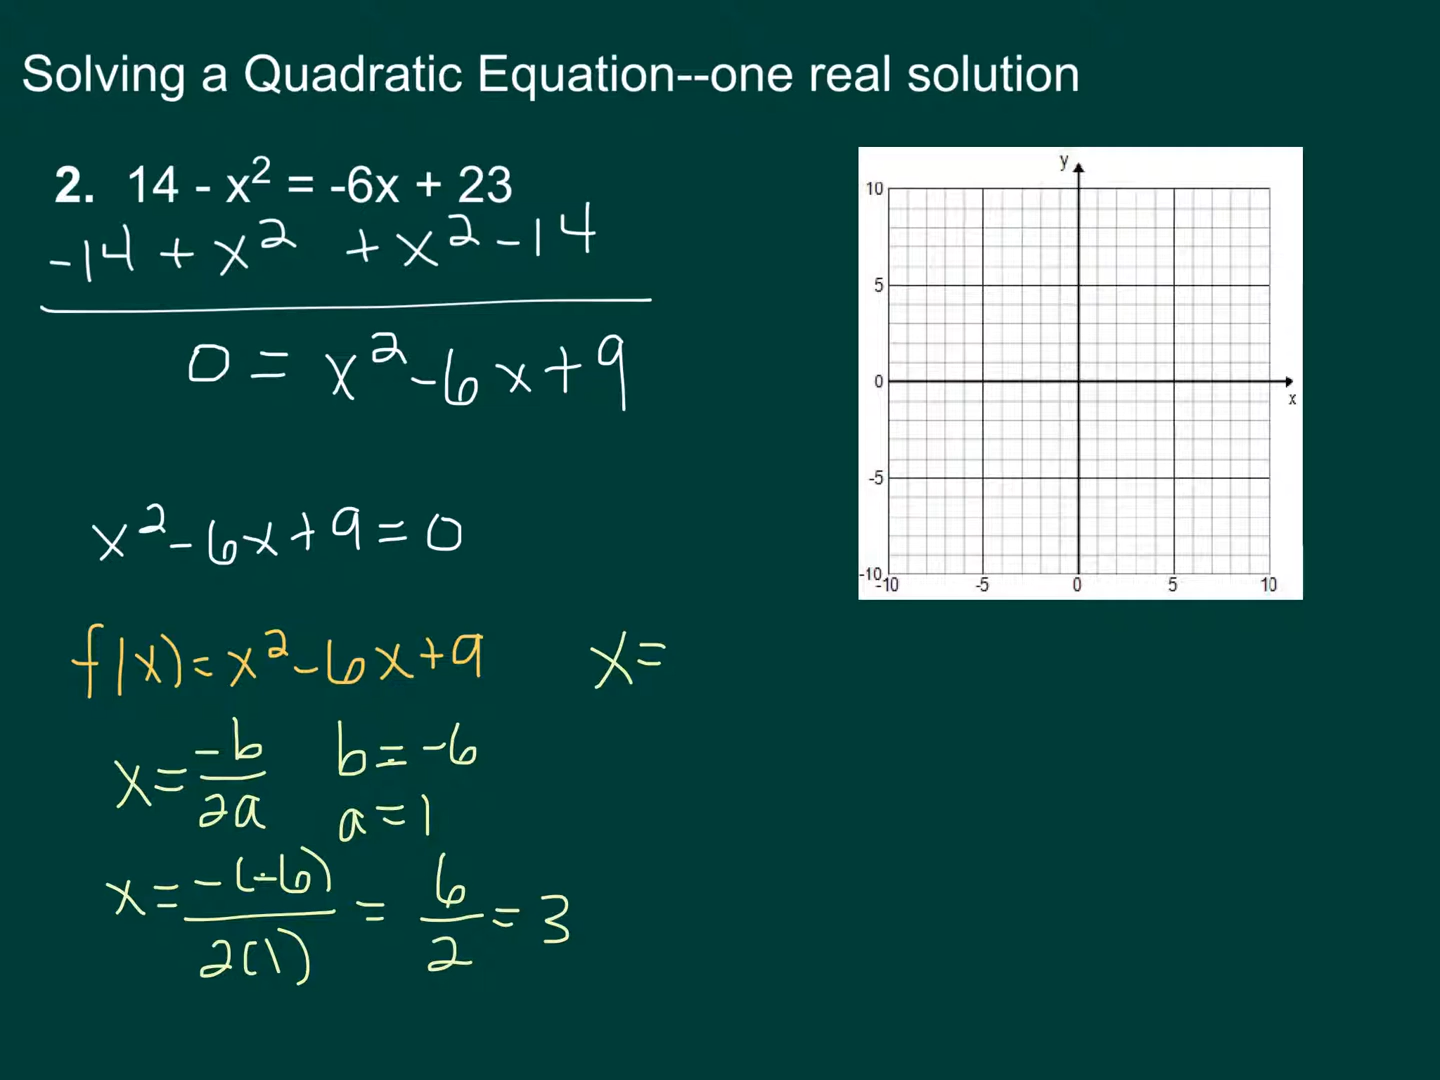 Solving a Quadratic Equation--one real solution
2. 14 - x² = -6x + 23
-14 + x² + x² - 14
0 = x² - 6x + 9
x² - 6x + 9 = 0
f(x) = x² - 6x + 9
x = -b/2a b = -6
a = 1
x = -(-6)/2(1) = 6/2 = 3
x =
y
10
5
0
-5
-10
-10 -5 0 5 10
x